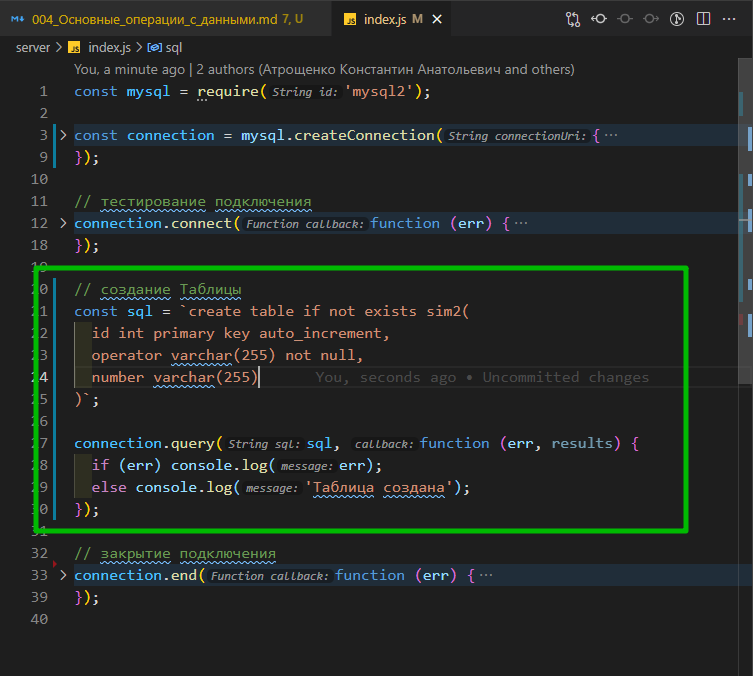 004_Основные_операции_с_данными.md 7, U
JS index.js M
server > JS index.js > sql
You, a minute ago | 2 authors (Атрощенко Константин Анатольевич and others)
1 const mysql = require(String id: 'mysql2');
2
3 const connection = mysql.createConnection(String connectionUri: { ···
9 });
10
11 // тестирование подключения
12 connection.connect(Function callback: function (err) { ···
18 });
19
20 // создание Таблицы
21 const sql = `create table if not exists sim2(
22 id int primary key auto_increment,
23 operator varchar(255) not null,
24 number varchar(255) You, seconds ago • Uncommitted changes
25 )`;
26
27 connection.query(String sql: sql, callback: function (err, results) {
28 if (err) console.log(message: err);
29 else console.log(message: 'Таблица создана');
30 });
31
32 // закрытие подключения
33 connection.end(Function callback: function (err) { ···
39 });
40